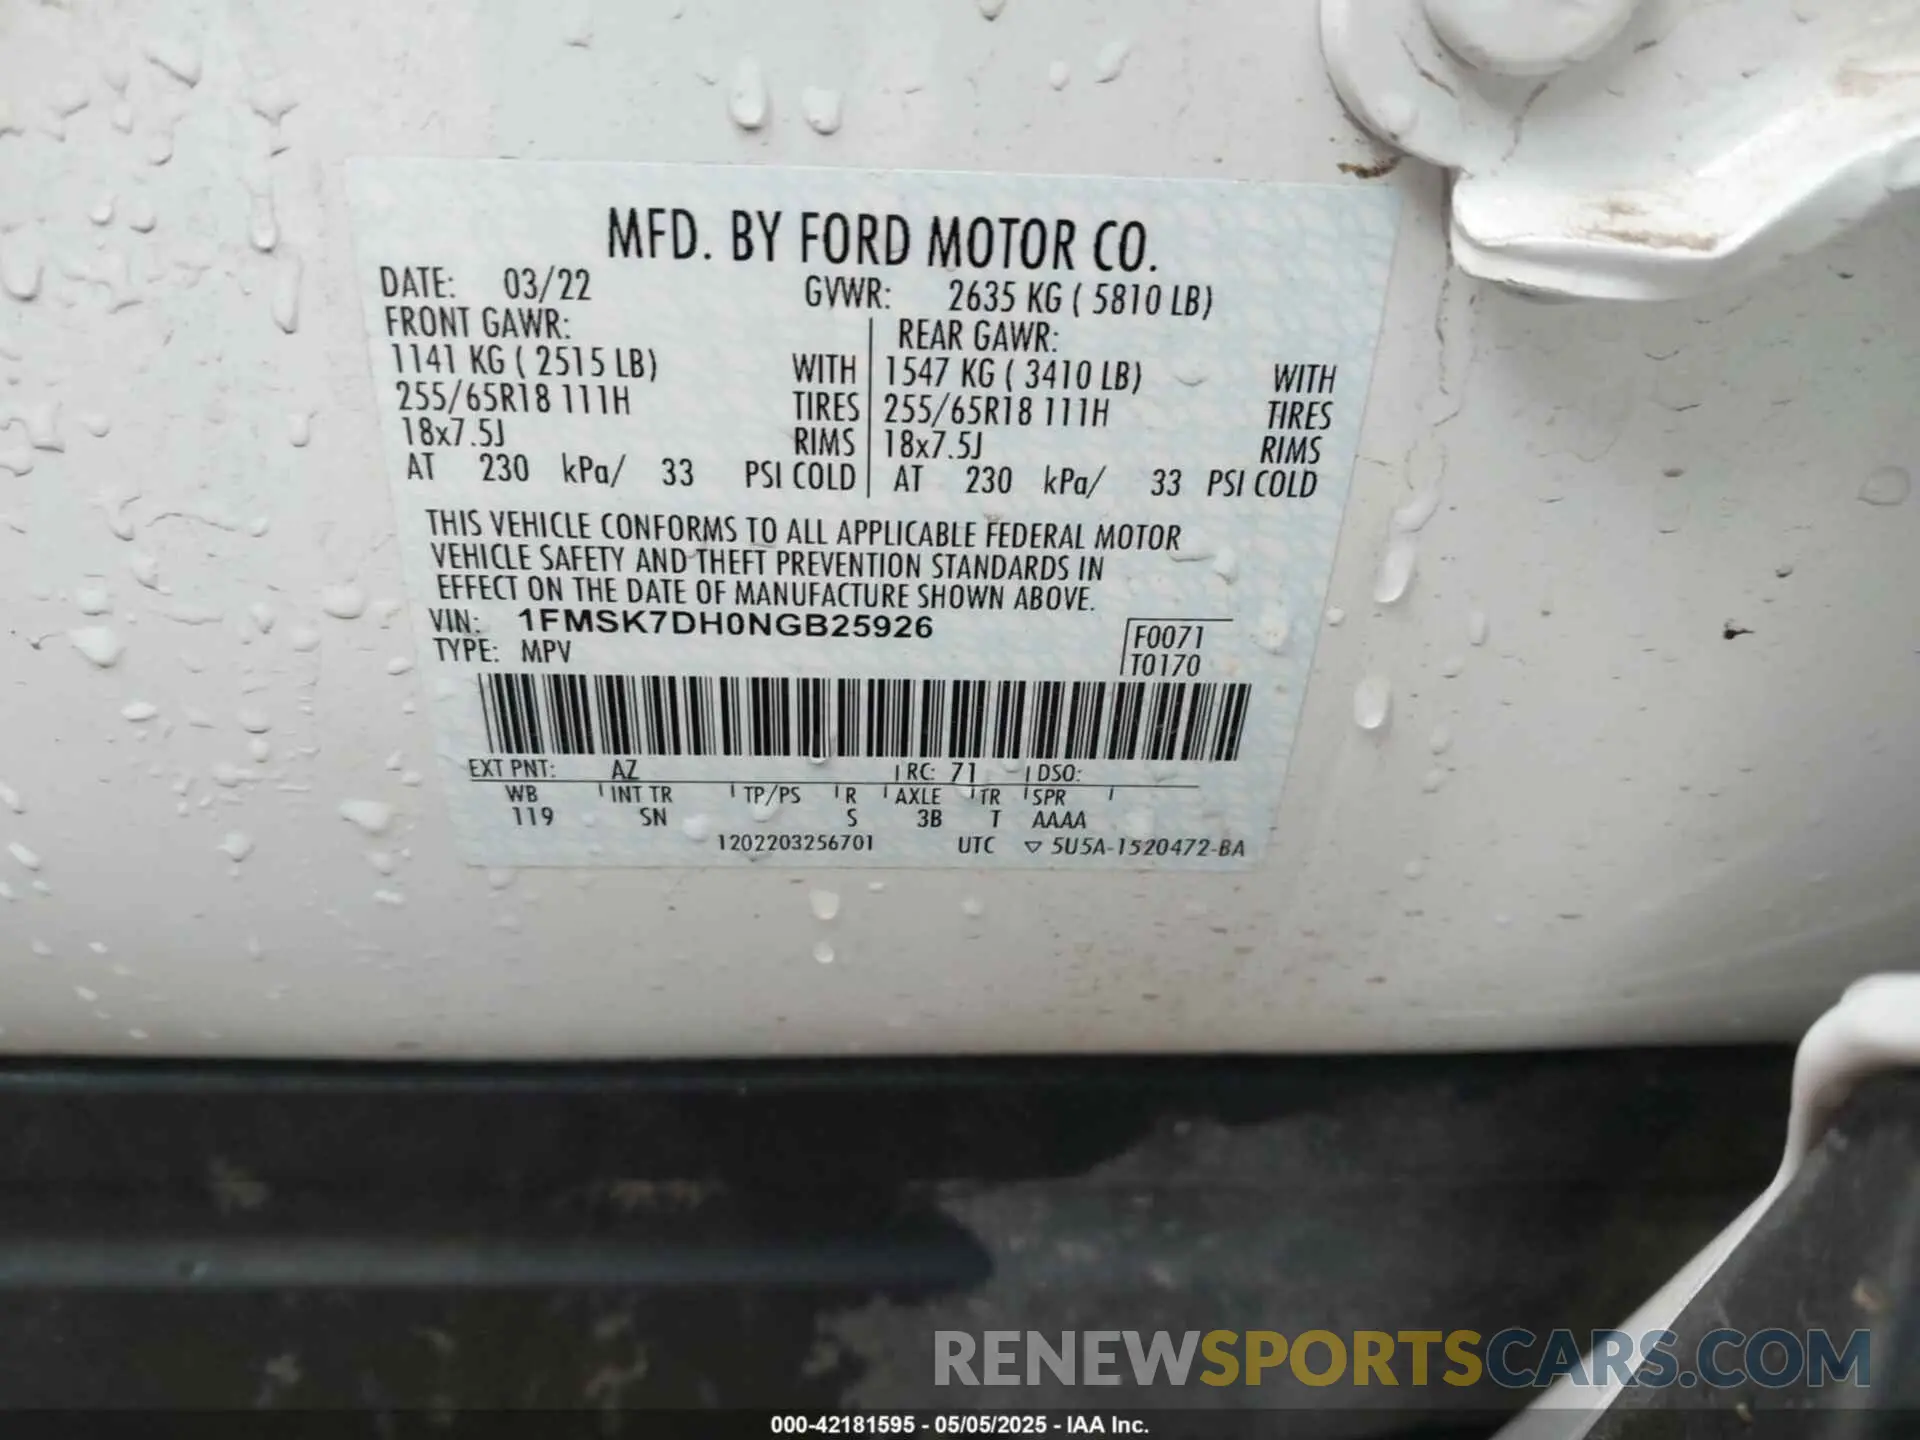 MFD. BY FORD MOTOR CO.
DATE: 03/22 GVWR: 2635 KG ( 5810 LB)
FRONT GAWR: REAR GAWR:
1141 KG ( 2515 LB) WITH 1547 KG ( 3410 LB) WITH
255/65R18 111H TIRES 255/65R18 111H TIRES
18x7.5J RIMS 18x7.5J RIMS
AT 230 kPa/ 33 PSI COLD AT 230 kPa/ 33 PSI COLD
THIS VEHICLE CONFORMS TO ALL APPLICABLE FEDERAL MOTOR
VEHICLE SAFETY AND THEFT PREVENTION STANDARDS IN
EFFECT ON THE DATE OF MANUFACTURE SHOWN ABOVE.
VIN: 1FMSK7DH0NGB25926 F0071
TYPE: MPV T0170
EXT PNT: AZ RC: 71 DSO:
WB INT TR TP/PS R AXLE TR SPR
119 SN S 3B T AAAA
1202203256701 UTC ▽ 5U5A-1520472-BA
RENEWSPORTSCARS.COM
000-42181595 - 05/05/2025 - IAA Inc.